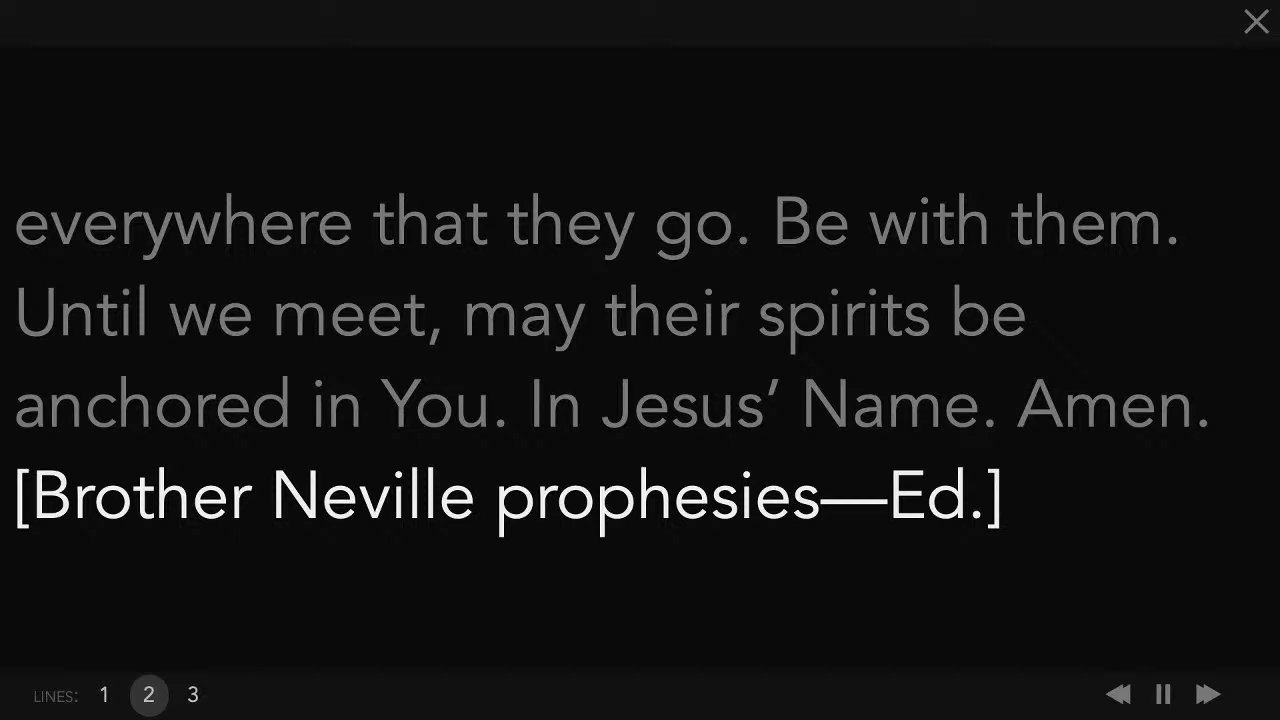 everywhere that they go. Be with them.
Until we meet, may their spirits be
anchored in You. In Jesus’ Name. Amen.
[Brother Neville prophesies—Ed.]
LINES: 1 2 3